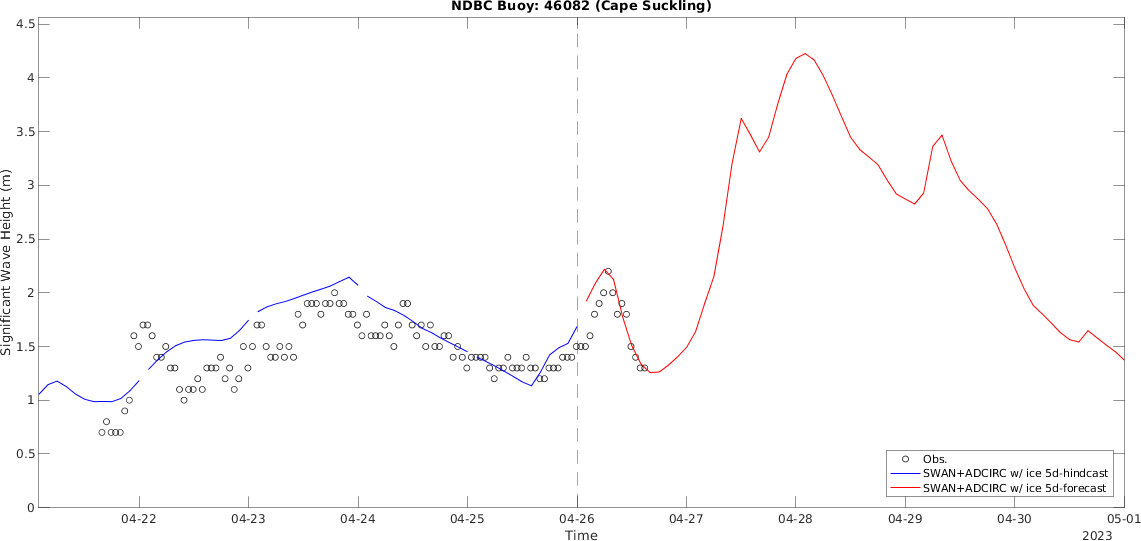 NDBC Buoy: 46082 (Cape Suckling)
Significant Wave Height (m)
4.5
4
3.5
3
2.5
2
1.5
1
0.5
0
Obs.
SWAN+ADCIRC w/ ice 5d-hindcast
SWAN+ADCIRC w/ ice 5d-forecast
04-22 04-23 04-24 04-25 04-26 04-27 04-28 04-29 04-30 05-01
Time
2023